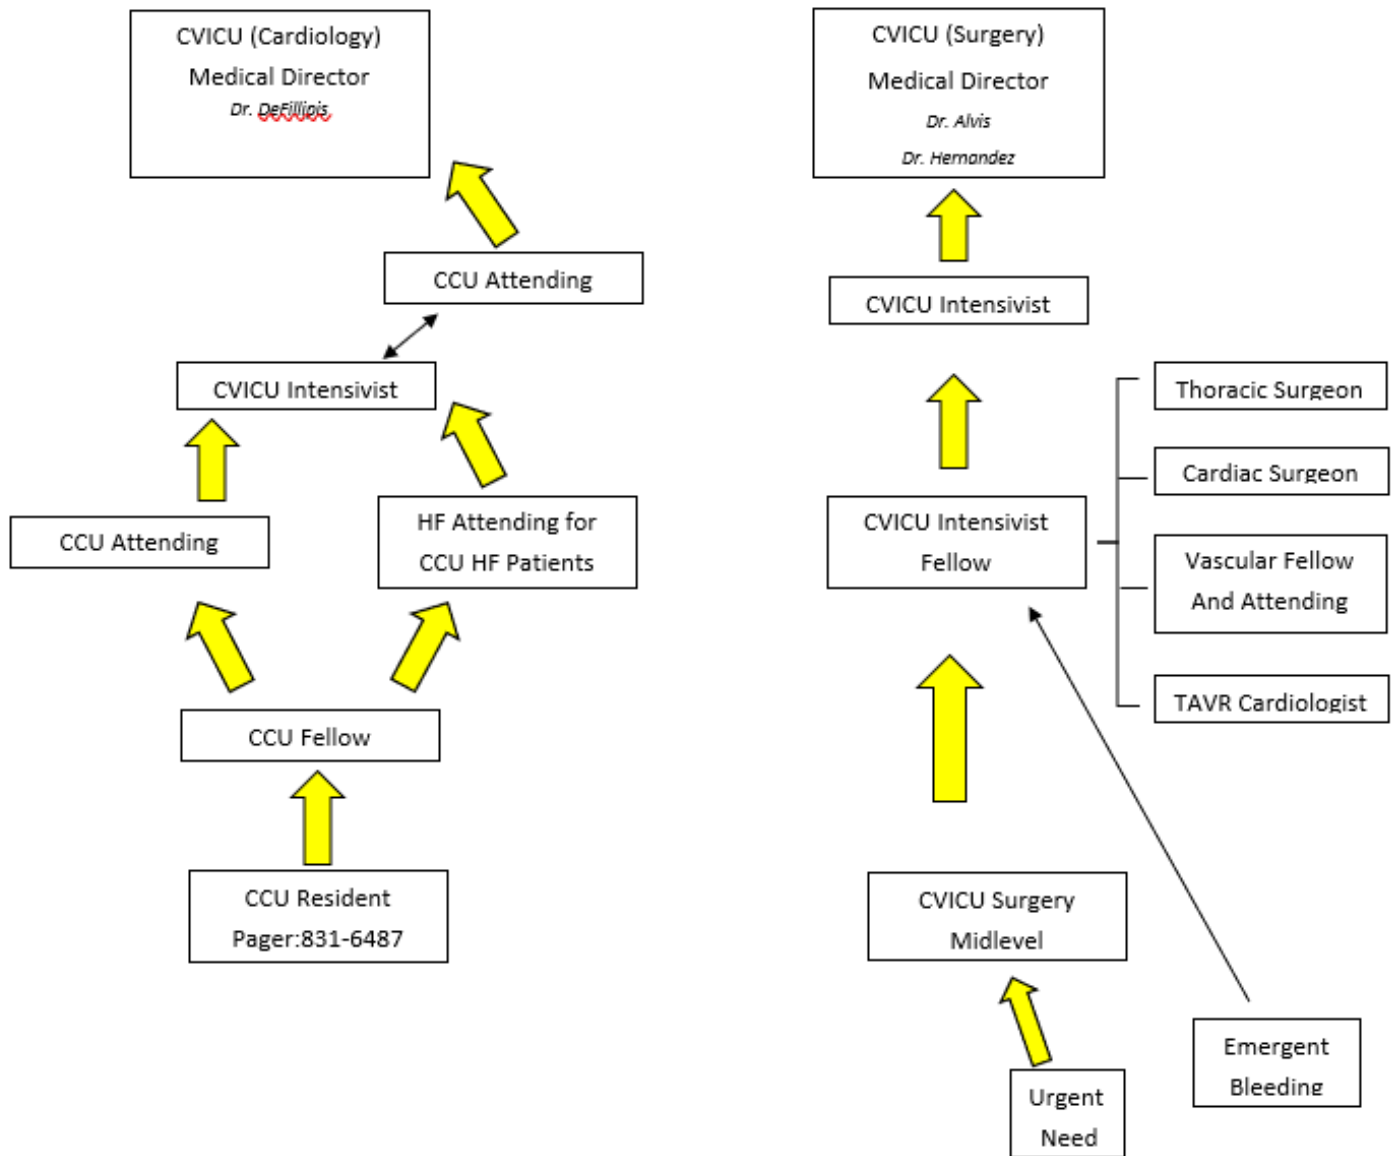 CVICU (Cardiology)
Medical Director
Dr. DeFillipis
CCU Attending
CVICU Intensivist
CCU Attending
HF Attending for
CCU HF Patients
CCU Fellow
CCU Resident
Pager:831-6487
CVICU (Surgery)
Medical Director
Dr. Alvis
Dr. Hernandez
CVICU Intensivist
CVICU Intensivist
Fellow
Thoracic Surgeon
Cardiac Surgeon
Vascular Fellow
And Attending
TAVR Cardiologist
CVICU Surgery
Midlevel
Urgent
Need
Emergent
Bleeding